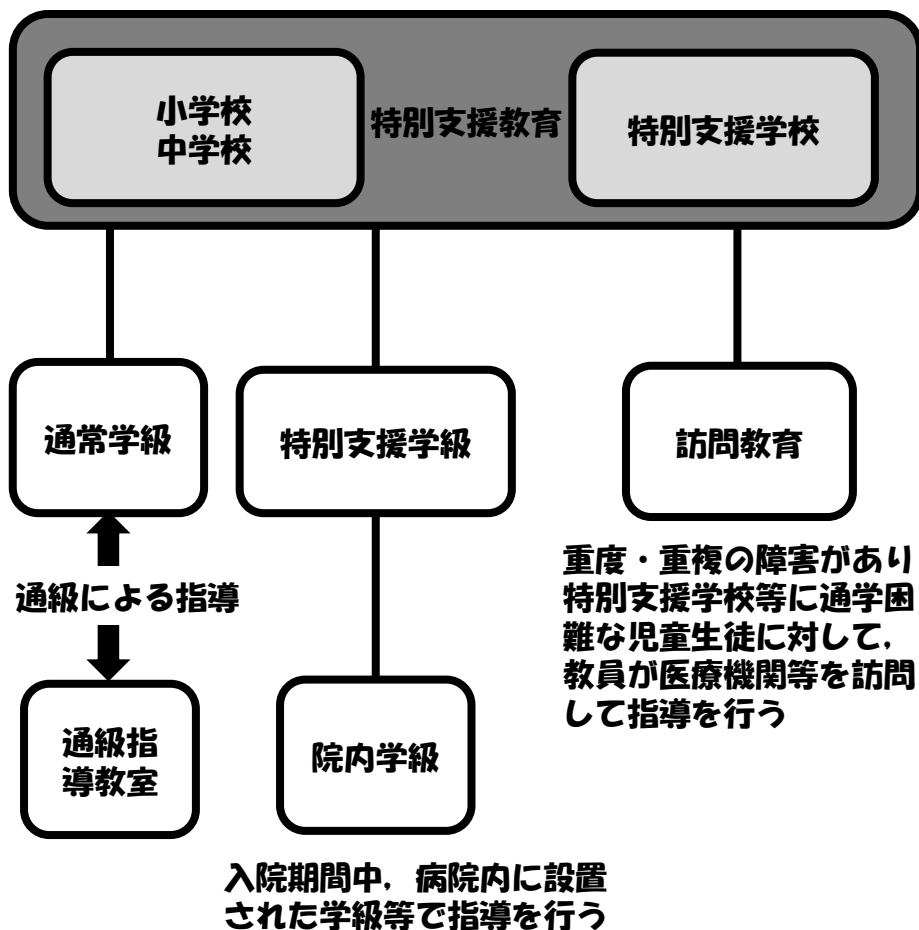 小学校
中学校
特別支援教育
特別支援学校
通常学級
特別支援学級
訪問教育
通級による指導
重度・重複の障害があり
特別支援学校等に通学困
難な児童生徒に対して，
教員が医療機関等を訪問
して指導を行う
通級指
導教室
院内学級
入院期間中，病院内に設置
された学級等で指導を行う